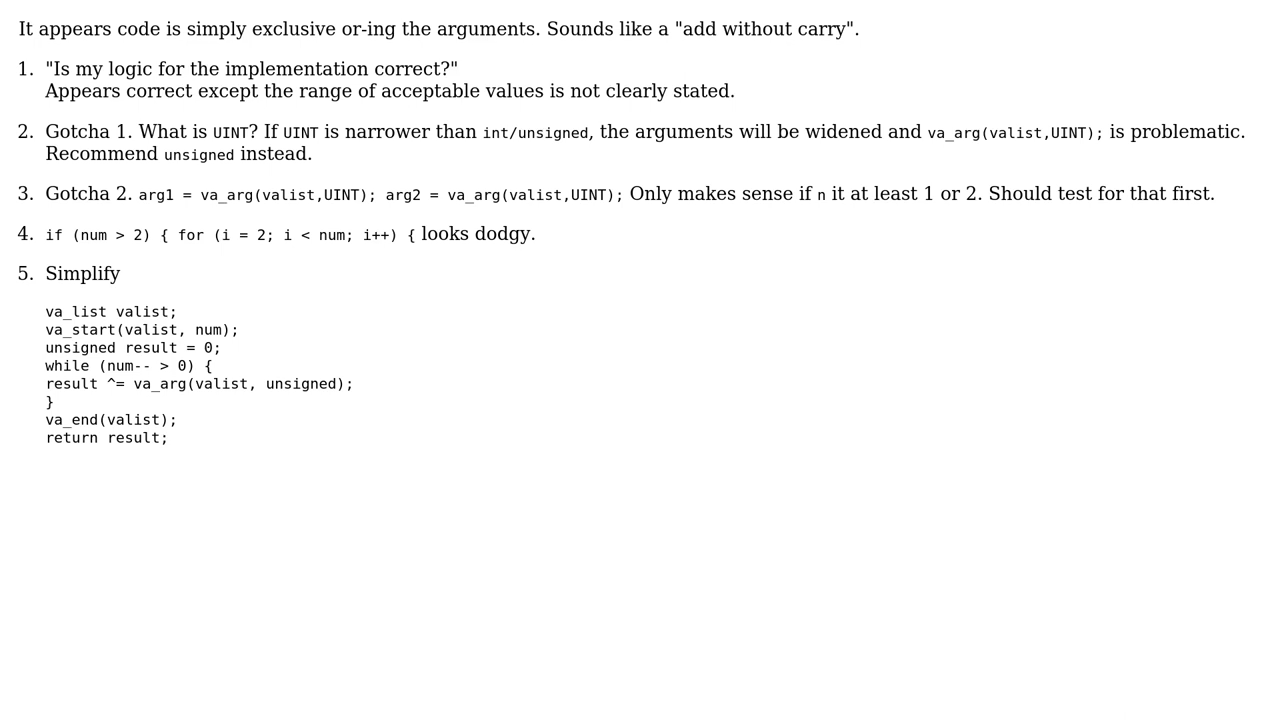 It appears code is simply exclusive or-ing the arguments. Sounds like a "add without carry".
1. "Is my logic for the implementation correct?"
Appears correct except the range of acceptable values is not clearly stated.
2. Gotcha 1. What is UINT? If UINT is narrower than int/unsigned, the arguments will be widened and va_arg(valist,UINT); is problematic.
Recommend unsigned instead.
3. Gotcha 2. arg1 = va_arg(valist,UINT); arg2 = va_arg(valist,UINT); Only makes sense if n it at least 1 or 2. Should test for that first.
4. if (num > 2) { for (i = 2; i < num; i++) { looks dodgy.
5. Simplify
va_list valist;
va_start(valist, num);
unsigned result = 0;
while (num-- > 0) {
result ^= va_arg(valist, unsigned);
}
va_end(valist);
return result;